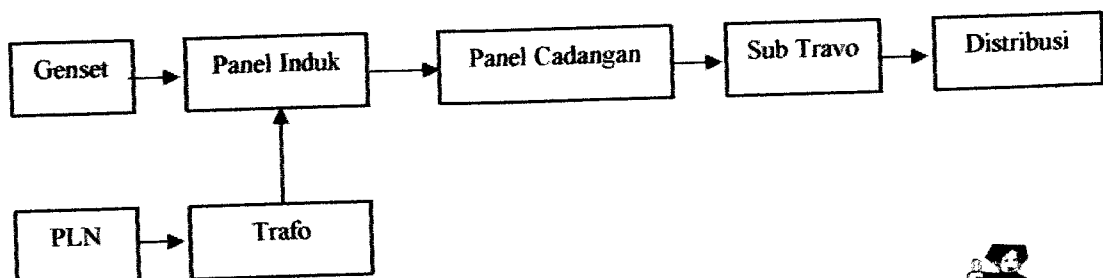 Genset
Panel Induk
Panel Cadangan
Sub Travo
Distribusi
PLN
Trafo